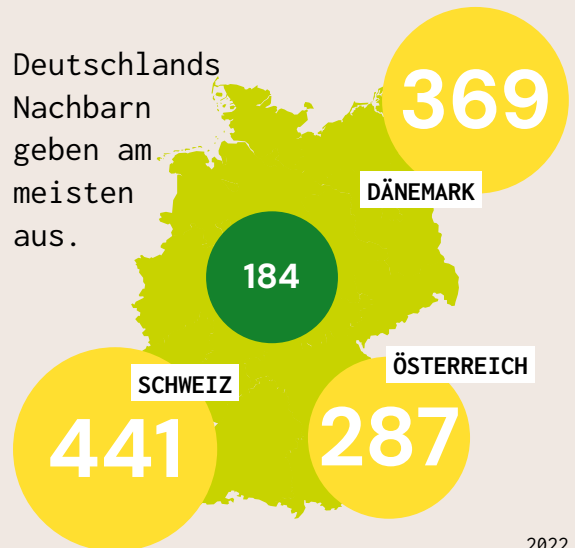 Deutschlands
Nachbarn
geben am
meisten
aus.
369
DÄNEMARK
184
SCHWEIZ
441
ÖSTERREICH
287
2022